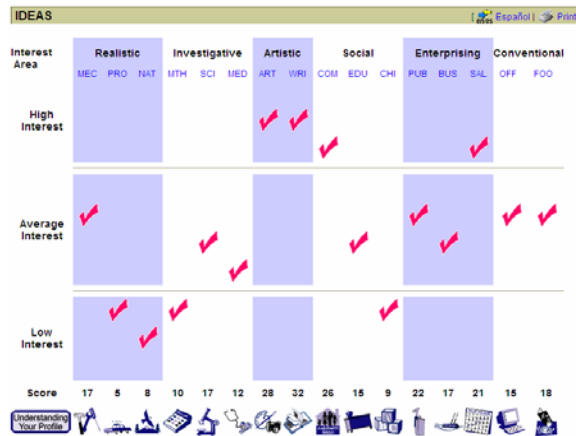 IDEAS
[ Español | Print
Interest Area Realistic Investigative Artistic Social Enterprising Conventional
MEC PRO NAT MTH SCI MED ART WRI COM EDU CHI PUB BUS SAL OFF FOO
High
Interest
Average
Interest
Low
Interest
Score 17 5 8 10 17 12 28 32 26 15 9 22 17 21 15 18
Understanding
Your Profile